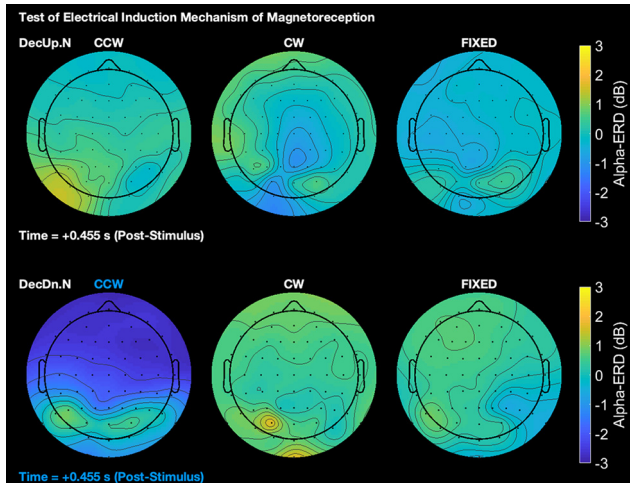 Test of Electrical Induction Mechanism of Magnetoreception
DecUp.N CCW CW FIXED
3
2
1
0
-1
-2
-3
Alpha-ERD (dB)
Time = +0.455 s (Post-Stimulus)
DecDn.N CCW CW FIXED
3
2
1
0
-1
-2
-3
Alpha-ERD (dB)
Time = +0.455 s (Post-Stimulus)